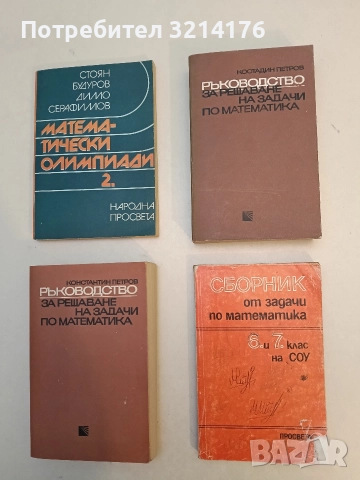 Потребител 3214176
СТОЯН
БУДУРОВ
ДИМО
СЕРАФИМОВ
МАТЕМА-
ТИЧЕСКИ
ОЛИМПИАДИ
2.
НАРОДНА
ПРОСВЕТА
КОСТАДИН ПЕТРОВ
РЪКОВОДСТВО
ЗА РЕШАВАНЕ
НА ЗАДАЧИ
ПО МАТЕМАТИКА
КОНСТАНТИН ПЕТРОВ
РЪКОВОДСТВО
ЗА РЕШАВАНЕ
НА ЗАДАЧИ
ПО МАТЕМАТИКА
СБОРНИК
от задачи
по математика
6. и 7. клас
на СОУ
bazar